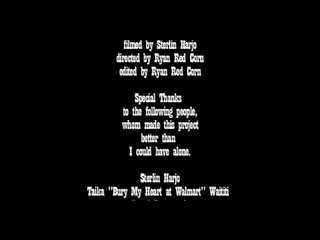 filmed by Sterlin Harjo
directed by Ryan Red Corn
edited by Ryan Red Corn
Special Thanks
to the following people,
whom made this project
better than
I could have alone.
Sterlin Harjo
Taika "Bury My Heart at Walmart" Waititi